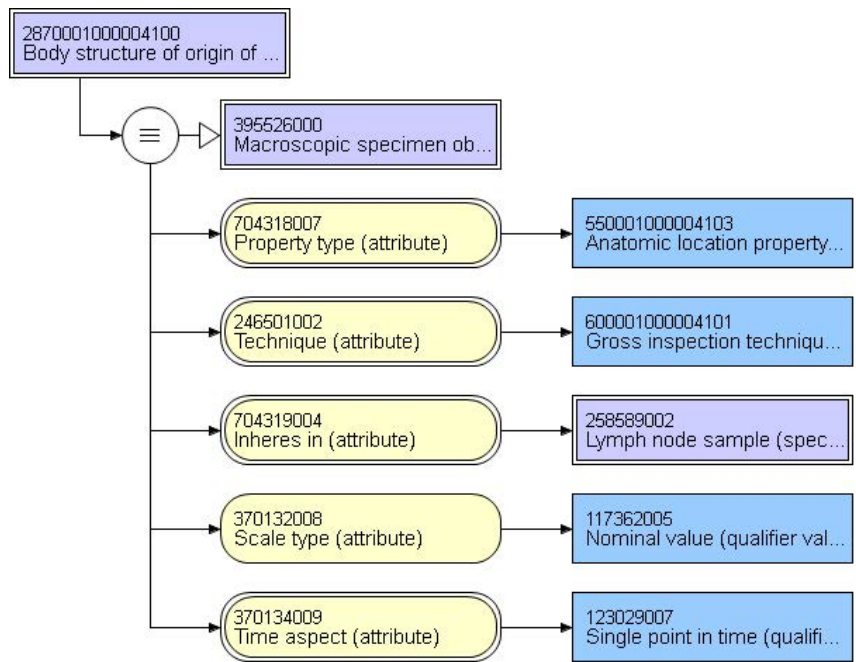 2870001000004100
Body structure of origin of ...
395526000
Macroscopic specimen ob...
704318007
Property type (attribute)
550001000004103
Anatomic location property...
246501002
Technique (attribute)
600001000004101
Gross inspection techniqu...
704319004
Inheres in (attribute)
258589002
Lymph node sample (spec...
370132008
Scale type (attribute)
117362005
Nominal value (qualifier val...
370134009
Time aspect (attribute)
123029007
Single point in time (qualifi...